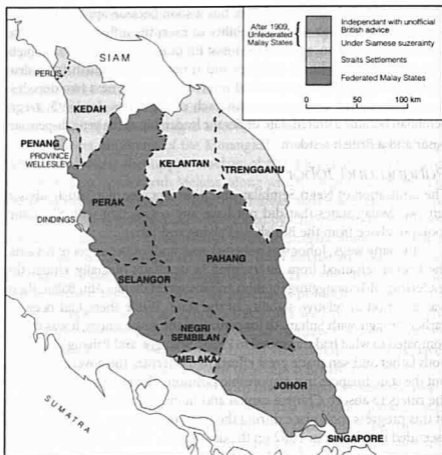 After 1909,
Unfederated
Malay States
Independant with unofficial
British advice
Under Siamese suzerainty
Straits Settlements
Federated Malay States
0 50 100 km
SIAM
PERLIS
KEDAH
PENANG
PROVINCE
WELLESLEY
KELANTAN
TRENGGANU
PERAK
DINDINGS
PAHANG
SELANGOR
NEGRI
SEMBILAN
MELAKA
JOHOR
SUMATRA
SINGAPORE